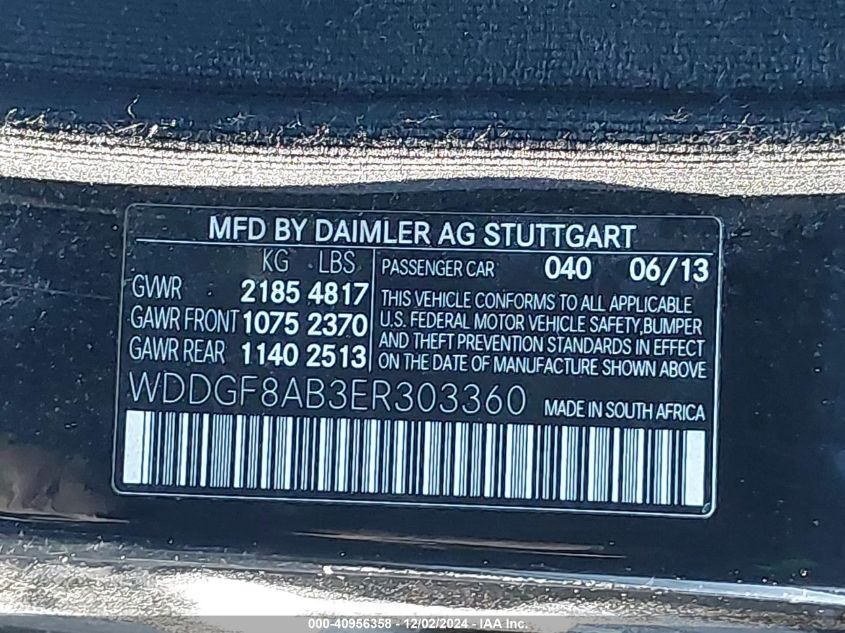 MFD BY DAIMLER AG STUTTGART
KG LBS
GVWR 2185 4817
GAWR FRONT 1075 2370
GAWR REAR 1140 2513
PASSENGER CAR 040 06/13
THIS VEHICLE CONFORMS TO ALL APPLICABLE
U.S. FEDERAL MOTOR VEHICLE SAFETY,BUMPER
AND THEFT PREVENTION STANDARDS IN EFFECT
ON THE DATE OF MANUFACTURE SHOWN ABOVE
WDDGF8AB3ER303360 MADE IN SOUTH AFRICA
000-40956358 - 12/02/2024 - IAA Inc.